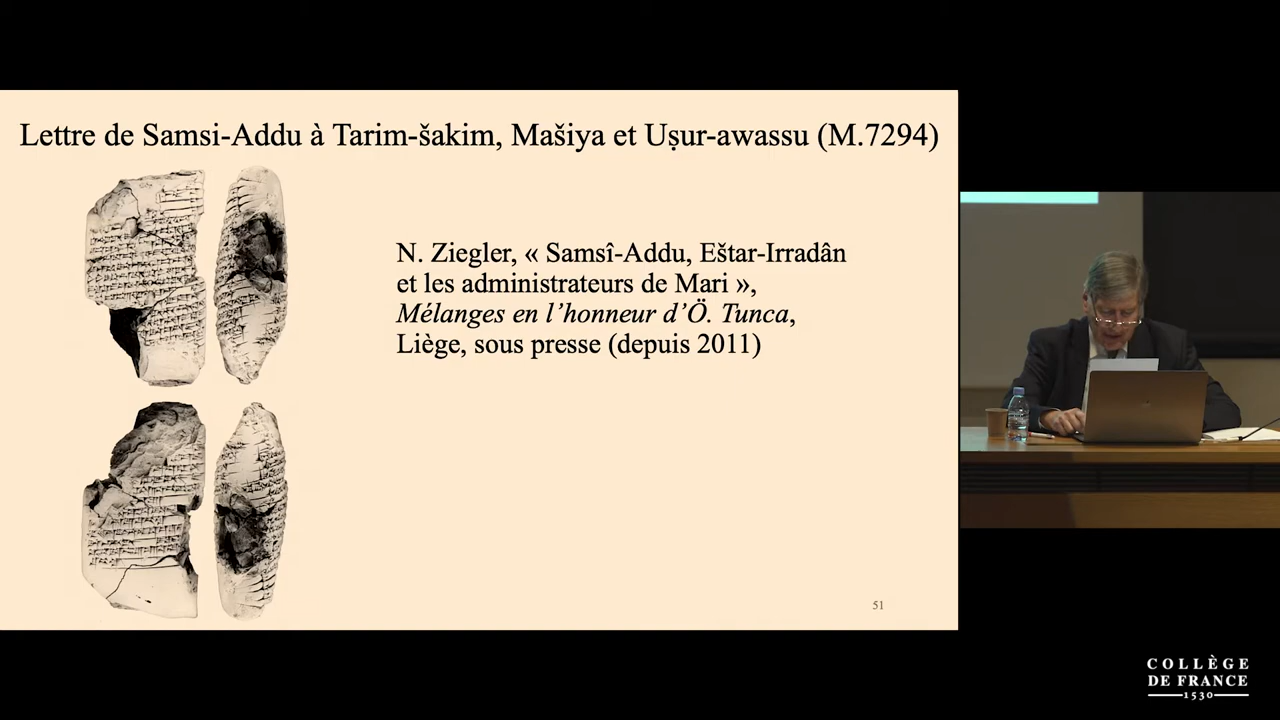 Lettre de Samsi-Addu à Tarim-šakim, Mašiya et Uṣur-awassu (M.7294)
N. Ziegler, « Samsî-Addu, Eštar-Irradân
et les administrateurs de Mari »,
Mélanges en l’honneur d’Ö. Tunca,
Liège, sous presse (depuis 2011)
51
COLLÈGE
DE FRANCE
1530